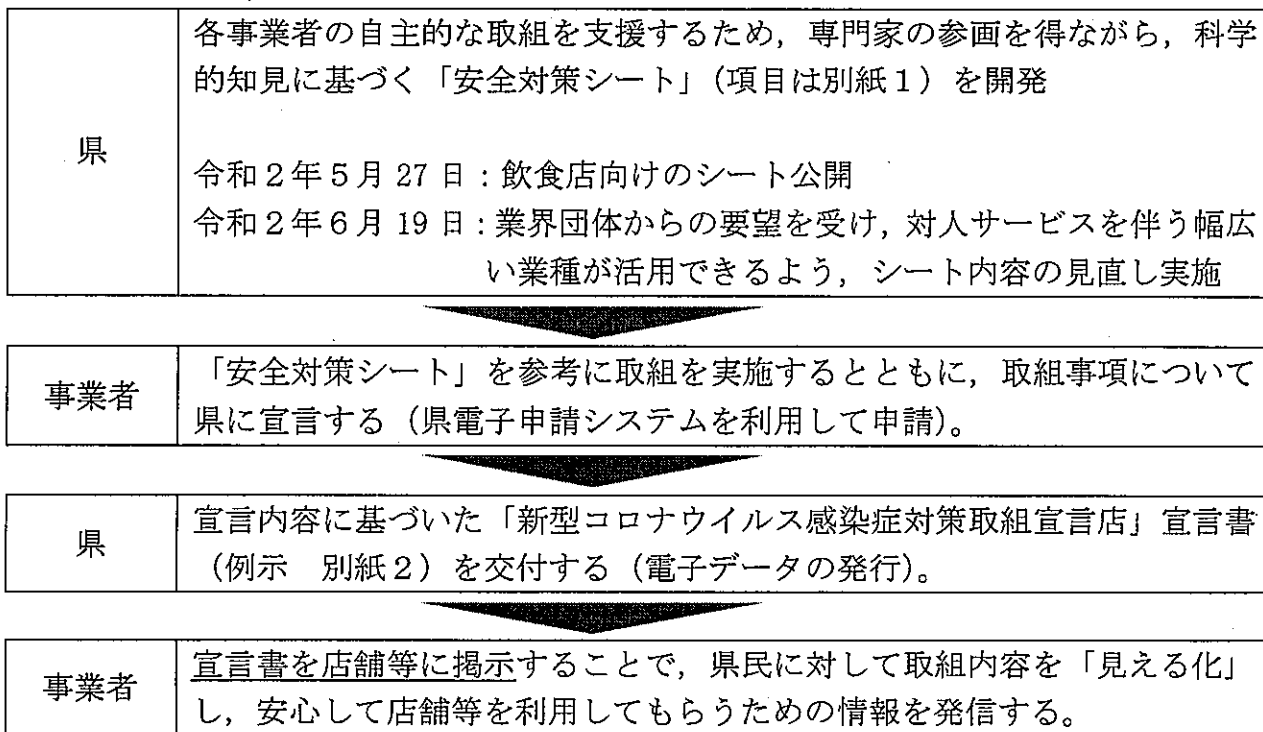 県
各事業者の自主的な取組を支援するため，専門家の参画を得ながら，科学
的知見に基づく「安全対策シート」（項目は別紙１）を開発
令和２年５月 27 日：飲食店向けのシート公開
令和２年６月 19 日：業界団体からの要望を受け，対人サービスを伴う幅広
い業種が活用できるよう，シート内容の見直し実施
事業者
「安全対策シート」を参考に取組を実施するとともに，取組事項について
県に宣言する（県電子申請システムを利用して申請）。
県
宣言内容に基づいた「新型コロナウイルス感染症対策取組宣言店」宣言書
（例示　別紙２）を交付する（電子データの発行）。
事業者
宣言書を店舗等に掲示することで，県民に対して取組内容を「見える化」
し，安心して店舗等を利用してもらうための情報を発信する。